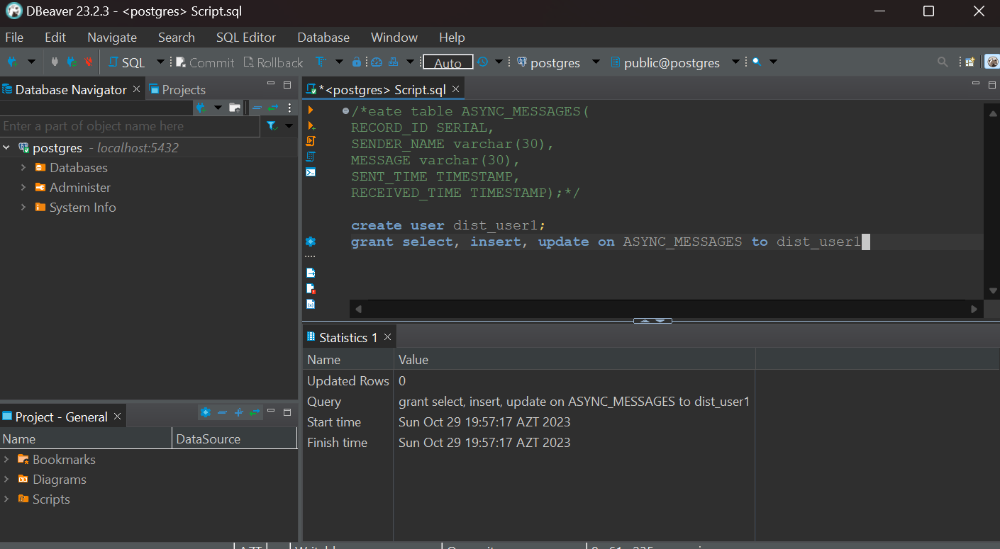 DBeaver 23.2.3 - <postgres> Script.sql
File Edit Navigate Search SQL Editor Database Window Help
SQL Commit Rollback Auto postgres public@postgres
Database Navigator Projects
Enter a part of object name here
postgres - localhost:5432
Databases
Administer
System Info
*<postgres> Script.sql
/*eate table ASYNC_MESSAGES(
RECORD_ID SERIAL,
SENDER_NAME varchar(30),
MESSAGE varchar(30),
SENT_TIME TIMESTAMP,
RECEIVED_TIME TIMESTAMP);*/
create user dist_user1;
grant select, insert, update on ASYNC_MESSAGES to dist_user1
Statistics 1
Name Value
Updated Rows 0
Query grant select, insert, update on ASYNC_MESSAGES to dist_user1
Start time Sun Oct 29 19:57:17 AZT 2023
Finish time Sun Oct 29 19:57:17 AZT 2023
Project - General
Name DataSource
Bookmarks
Diagrams
Scripts
AZT